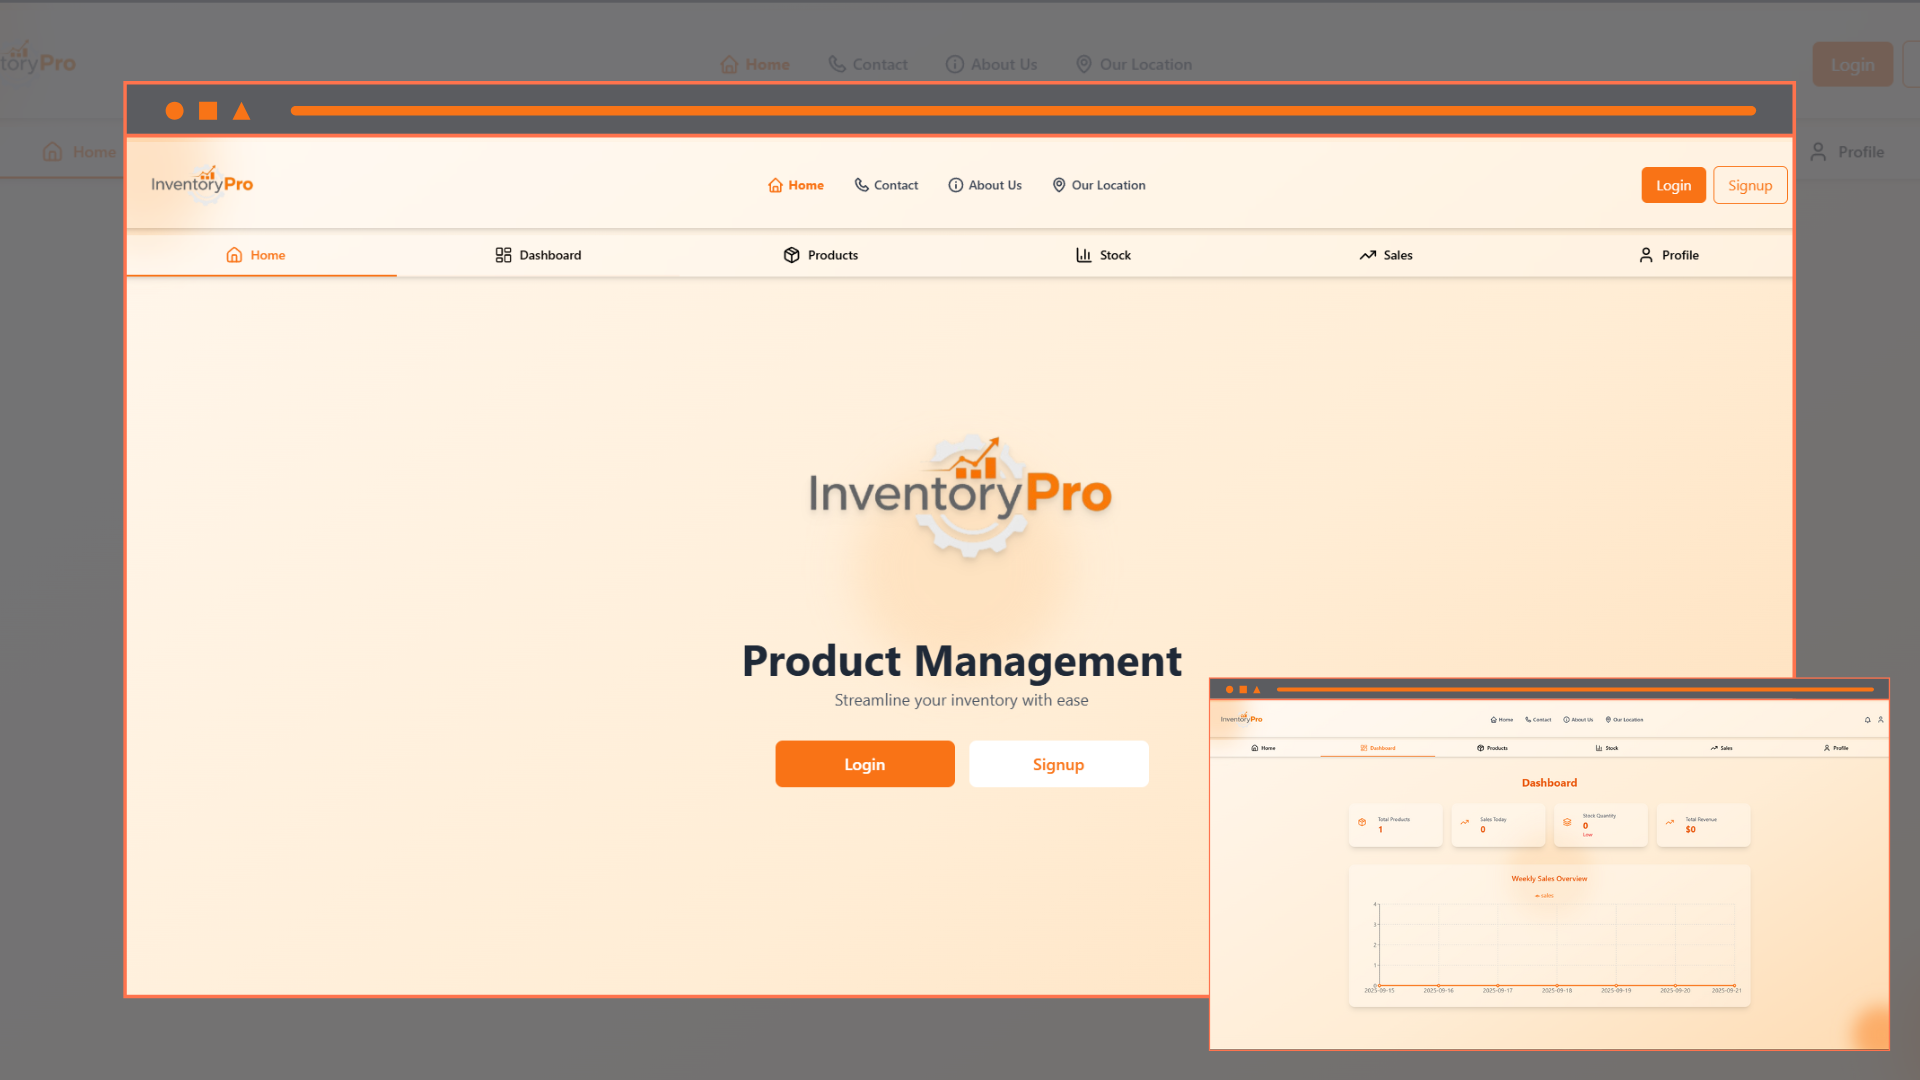 toryPro
Home
Contact
About Us
Our Location
Login
Home
Profile
InventoryPro
Home
Contact
About Us
Our Location
Login
Signup
Home
Dashboard
Products
Stock
Sales
Profile
InventoryPro
Product Management
Streamline your inventory with ease
Login
Signup
InventoryPro
Home
Contact
About Us
Our Location
Home
Dashboard
Products
Stock
Sales
Profile
Dashboard
Total Products
1
Sales Today
0
Stock Quantity
0
Low
Total Revenue
$0
Weekly Sales Overview
sales
4
3
2
1
0
2025-09-15
2025-09-16
2025-09-17
2025-09-18
2025-09-19
2025-09-20
2025-09-21